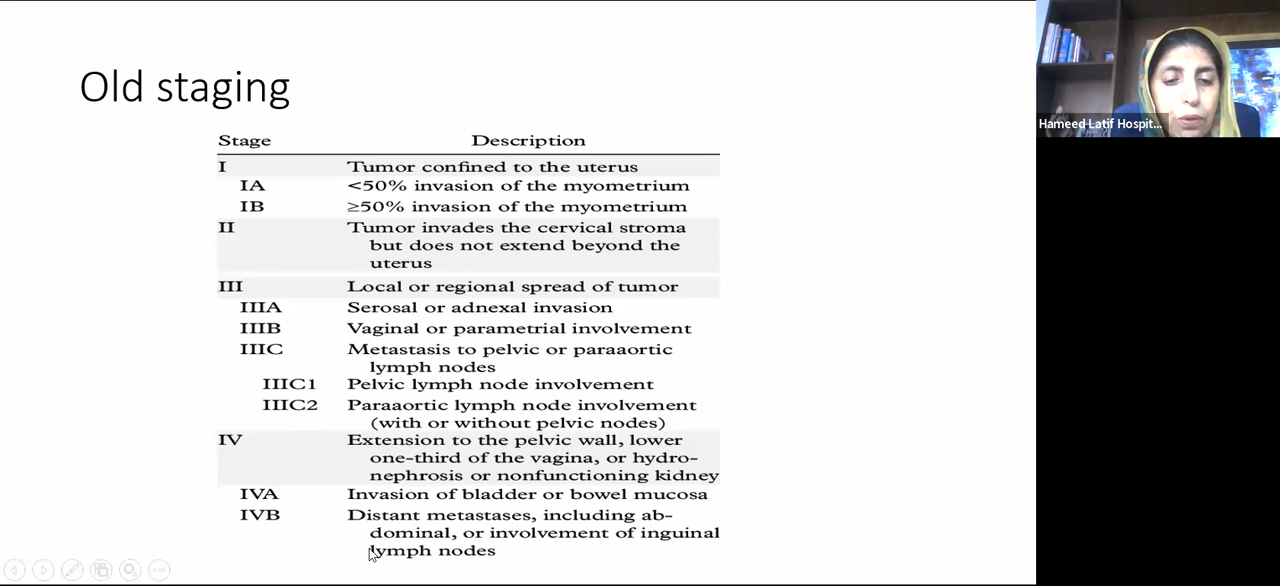 Old staging
Stage Description
I Tumor confined to the uterus
IA <50% invasion of the myometrium
IB ≥50% invasion of the myometrium
II Tumor invades the cervical stroma
but does not extend beyond the
uterus
III Local or regional spread of tumor
IIIA Serosal or adnexal invasion
IIIB Vaginal or parametrial involvement
IIIC Metastasis to pelvic or paraaortic
lymph nodes
IIIC1 Pelvic lymph node involvement
IIIC2 Paraaortic lymph node involvement
(with or without pelvic nodes)
IV Extension to the pelvic wall, lower
one-third of the vagina, or hydro-
nephrosis or nonfunctioning kidney
IVA Invasion of bladder or bowel mucosa
IVB Distant metastases, including ab-
dominal, or involvement of inguinal
lymph nodes
Hameed Latif Hospit...